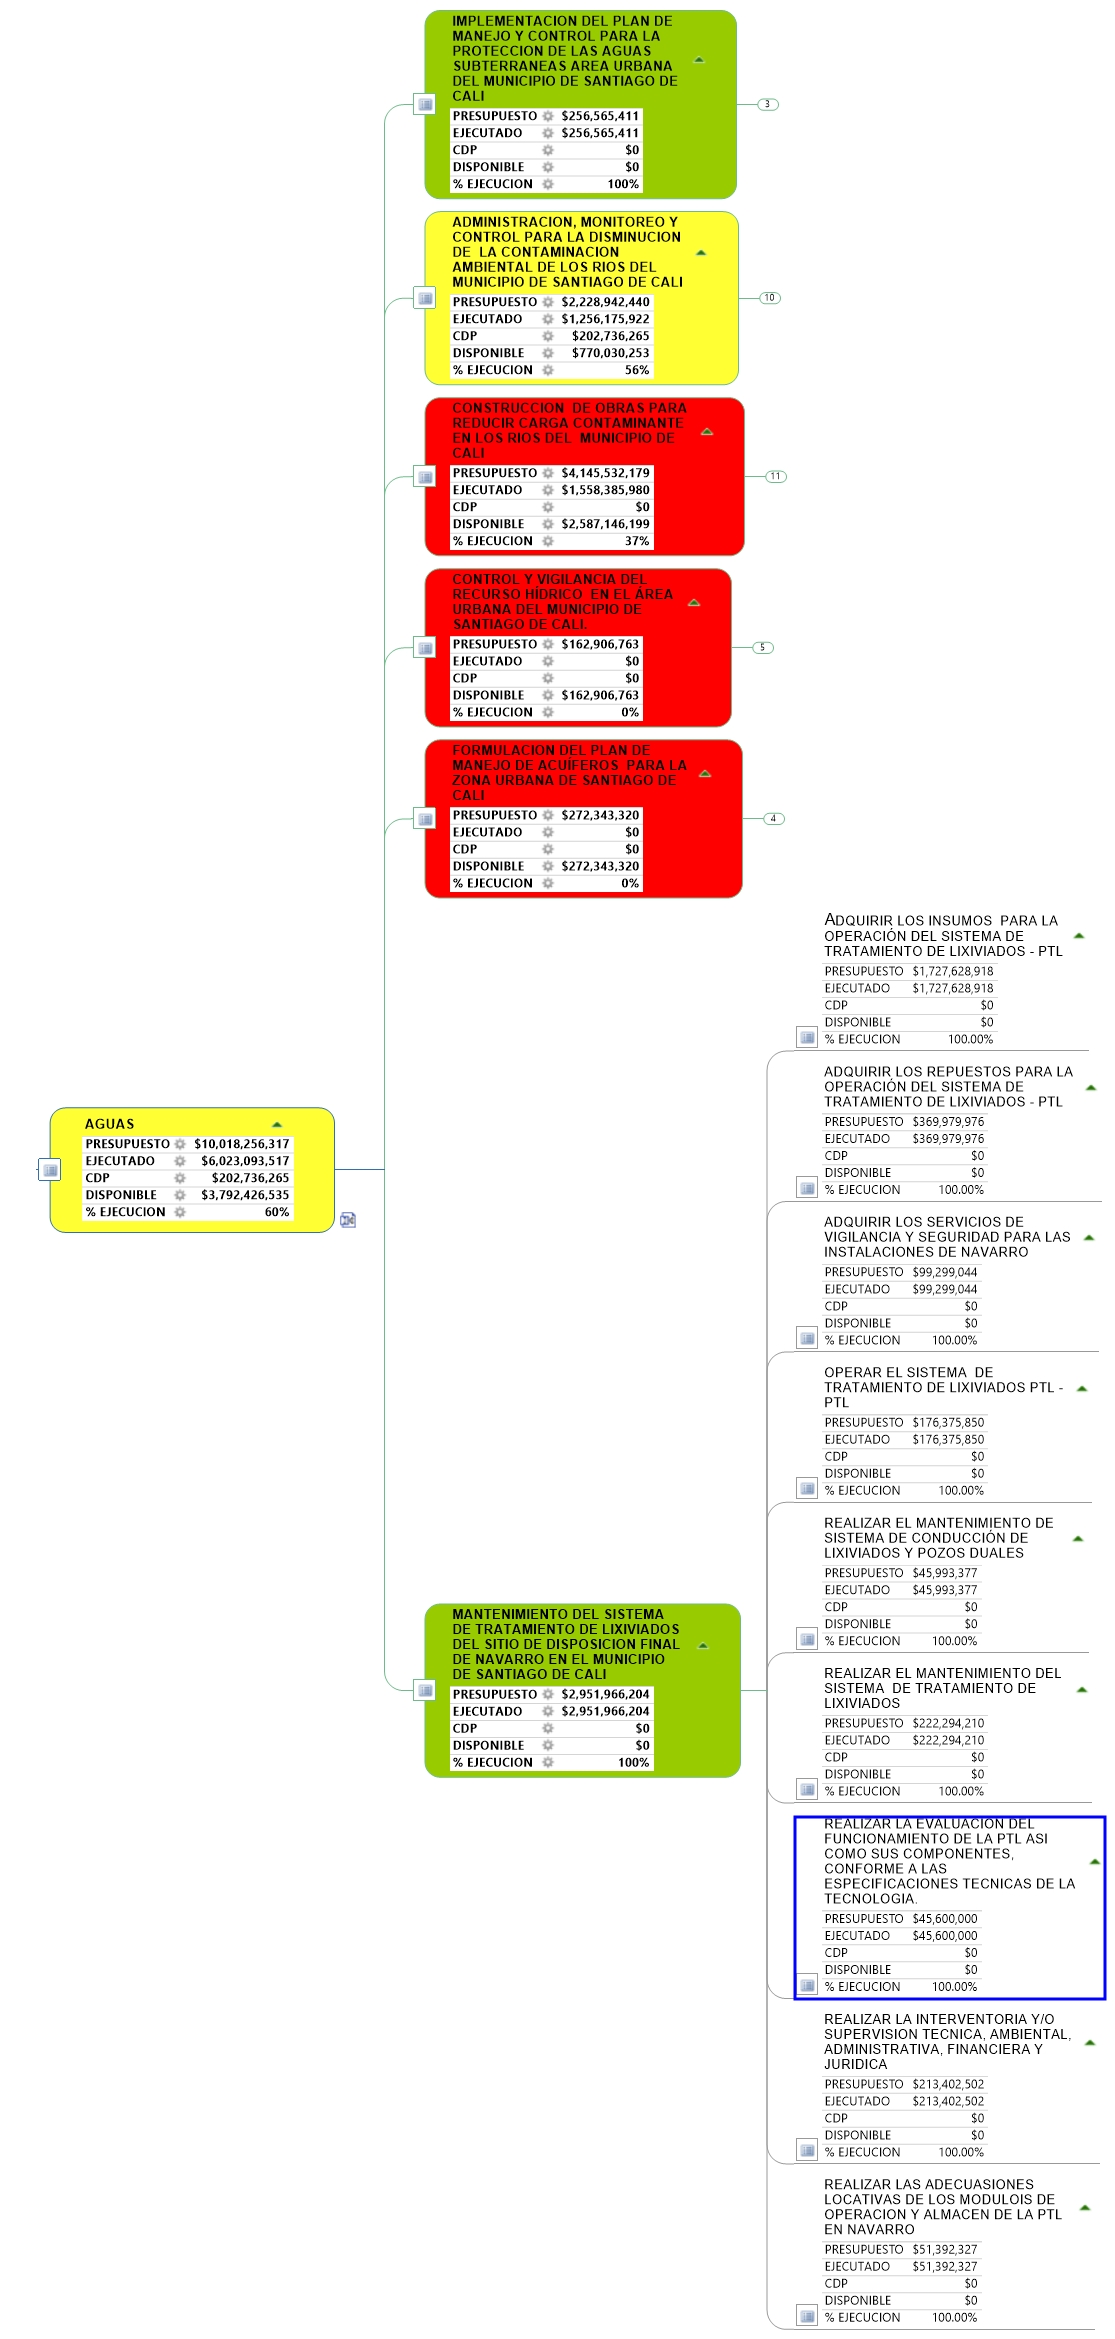 IMPLEMENTACION DEL PLAN DE
MANEJO Y CONTROL PARA LA
PROTECCION DE LAS AGUAS
SUBTERRANEAS AREA URBANA
DEL MUNICIPIO DE SANTIAGO DE
CALI
PRESUPUESTO $256,565,411
EJECUTADO $256,565,411
CDP $0
DISPONIBLE $0
% EJECUCION 100%
3
ADMINISTRACION, MONITOREO Y
CONTROL PARA LA DISMINUCION
DE LA CONTAMINACION
AMBIENTAL DE LOS RIOS DEL
MUNICIPIO DE SANTIAGO DE CALI
PRESUPUESTO $2,228,942,440
EJECUTADO $1,256,175,922
CDP $202,736,265
DISPONIBLE $770,030,253
% EJECUCION 56%
10
CONSTRUCCION DE OBRAS PARA
REDUCIR CARGA CONTAMINANTE
EN LOS RIOS DEL MUNICIPIO DE
CALI
PRESUPUESTO $4,145,532,179
EJECUTADO $1,558,385,980
CDP $0
DISPONIBLE $2,587,146,199
% EJECUCION 37%
11
CONTROL Y VIGILANCIA DEL
RECURSO HÍDRICO EN EL ÁREA
URBANA DEL MUNICIPIO DE
SANTIAGO DE CALI.
PRESUPUESTO $162,906,763
EJECUTADO $0
CDP $0
DISPONIBLE $162,906,763
% EJECUCION 0%
5
FORMULACION DEL PLAN DE
MANEJO DE ACUÍFEROS PARA LA
ZONA URBANA DE SANTIAGO DE
CALI
PRESUPUESTO $272,343,320
EJECUTADO $0
CDP $0
DISPONIBLE $272,343,320
% EJECUCION 0%
4
AGUAS
PRESUPUESTO $10,018,256,317
EJECUTADO $6,023,093,517
CDP $202,736,265
DISPONIBLE $3,792,426,535
% EJECUCION 60%
MANTENIMIENTO DEL SISTEMA
DE TRATAMIENTO DE LIXIVIADOS
DEL SITIO DE DISPOSICION FINAL
DE NAVARRO EN EL MUNICIPIO
DE SANTIAGO DE CALI
PRESUPUESTO $2,951,966,204
EJECUTADO $2,951,966,204
CDP $0
DISPONIBLE $0
% EJECUCION 100%
ADQUIRIR LOS INSUMOS PARA LA
OPERACIÓN DEL SISTEMA DE
TRATAMIENTO DE LIXIVIADOS - PTL
PRESUPUESTO $1,727,628,918
EJECUTADO $1,727,628,918
CDP $0
DISPONIBLE $0
% EJECUCION 100.00%
ADQUIRIR LOS REPUESTOS PARA LA
OPERACIÓN DEL SISTEMA DE
TRATAMIENTO DE LIXIVIADOS - PTL
PRESUPUESTO $369,979,976
EJECUTADO $369,979,976
CDP $0
DISPONIBLE $0
% EJECUCION 100.00%
ADQUIRIR LOS SERVICIOS DE
VIGILANCIA Y SEGURIDAD PARA LAS
INSTALACIONES DE NAVARRO
PRESUPUESTO $99,299,044
EJECUTADO $99,299,044
CDP $0
DISPONIBLE $0
% EJECUCION 100.00%
OPERAR EL SISTEMA DE
TRATAMIENTO DE LIXIVIADOS PTL -
PTL
PRESUPUESTO $176,375,850
EJECUTADO $176,375,850
CDP $0
DISPONIBLE $0
% EJECUCION 100.00%
REALIZAR EL MANTENIMIENTO DE
SISTEMA DE CONDUCCIÓN DE
LIXIVIADOS Y POZOS DUALES
PRESUPUESTO $45,993,377
EJECUTADO $45,993,377
CDP $0
DISPONIBLE $0
% EJECUCION 100.00%
REALIZAR EL MANTENIMIENTO DEL
SISTEMA DE TRATAMIENTO DE
LIXIVIADOS
PRESUPUESTO $222,294,210
EJECUTADO $222,294,210
CDP $0
DISPONIBLE $0
% EJECUCION 100.00%
REALIZAR LA EVALUACION DEL
FUNCIONAMIENTO DE LA PTL ASI
COMO SUS COMPONENTES,
CONFORME A LAS
ESPECIFICACIONES TECNICAS DE LA
TECNOLOGIA.
PRESUPUESTO $45,600,000
EJECUTADO $45,600,000
CDP $0
DISPONIBLE $0
% EJECUCION 100.00%
REALIZAR LA INTERVENTORIA Y/O
SUPERVISION TECNICA, AMBIENTAL,
ADMINISTRATIVA, FINANCIERA Y
JURIDICA
PRESUPUESTO $213,402,502
EJECUTADO $213,402,502
CDP $0
DISPONIBLE $0
% EJECUCION 100.00%
REALIZAR LAS ADECUASIONES
LOCATIVAS DE LOS MODULOIS DE
OPERACION Y ALMACEN DE LA PTL
EN NAVARRO
PRESUPUESTO $51,392,327
EJECUTADO $51,392,327
CDP $0
DISPONIBLE $0
% EJECUCION 100.00%